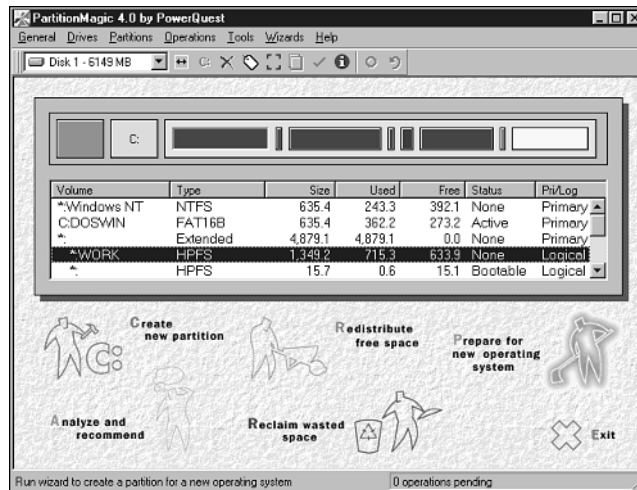 PartitionMagic 4.0 by PowerQuest
General Drives Partitions Operations Tools Wizards Help
Disk 1 - 6149 MB
C:
C:
Volume Type Size Used Free Status Pri/Log
*:Windows NT NTFS 635.4 243.3 392.1 None Primary
C:DOSWIN FAT16B 635.4 362.2 273.2 Active Primary
*: Extended 4,879.1 4,879.1 0.0 None Primary
*:WORK HPFS 1,349.2 715.3 633.9 None Logical
*: HPFS 15.7 0.6 15.1 Bootable Logical
Create
new partition
Redistribute
free space
Prepare for
new operating
system
C:
Analyze and
recommend
Reclaim wasted
space
Exit
Run wizard to create a partition for a new operating system
0 operations pending